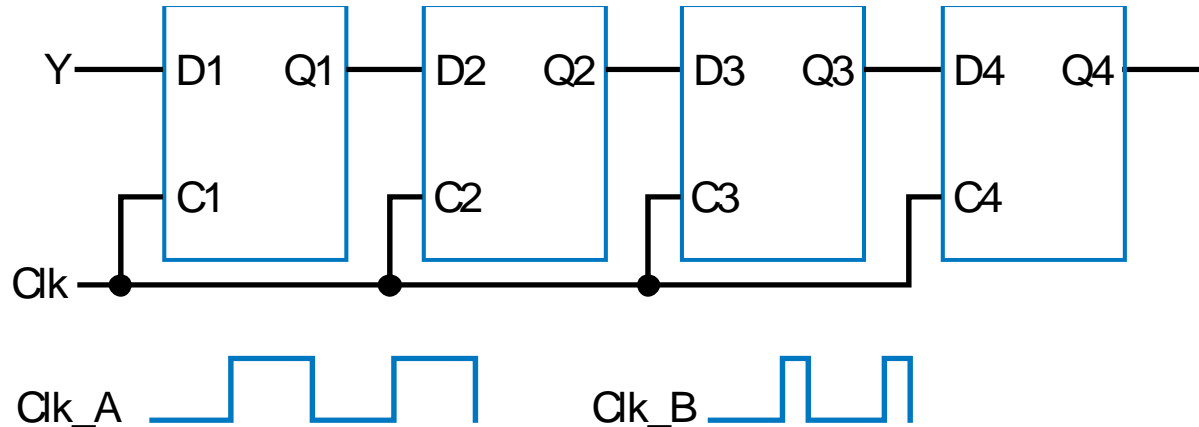 Y D1 Q1 D2 Q2 D3 Q3 D4 Q4
C1 C2 C3 C4
Clk
Clk_A Clk_B